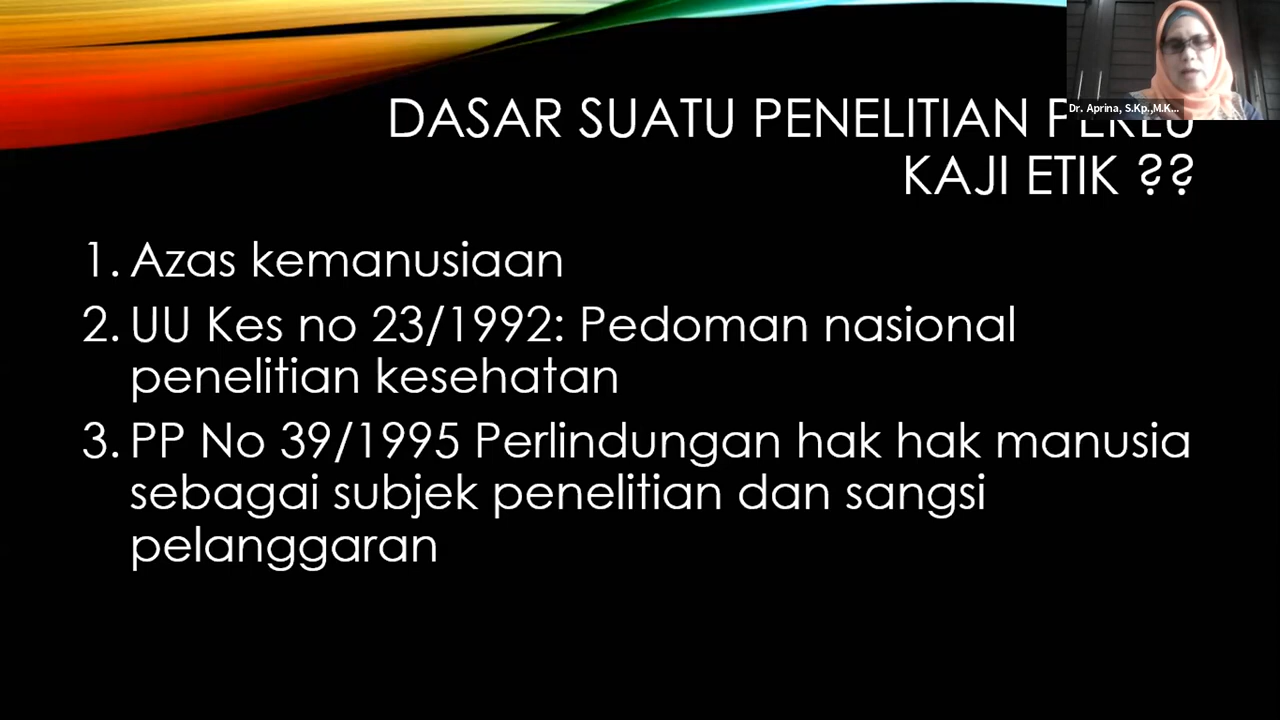 DASAR SUATU PENELITIAN PERLU
KAJI ETIK ??
Dr. Aprina, S.Kp.,M.K...
1. Azas kemanusiaan
2. UU Kes no 23/1992: Pedoman nasional
penelitian kesehatan
3. PP No 39/1995 Perlindungan hak hak manusia
sebagai subjek penelitian dan sangsi
pelanggaran